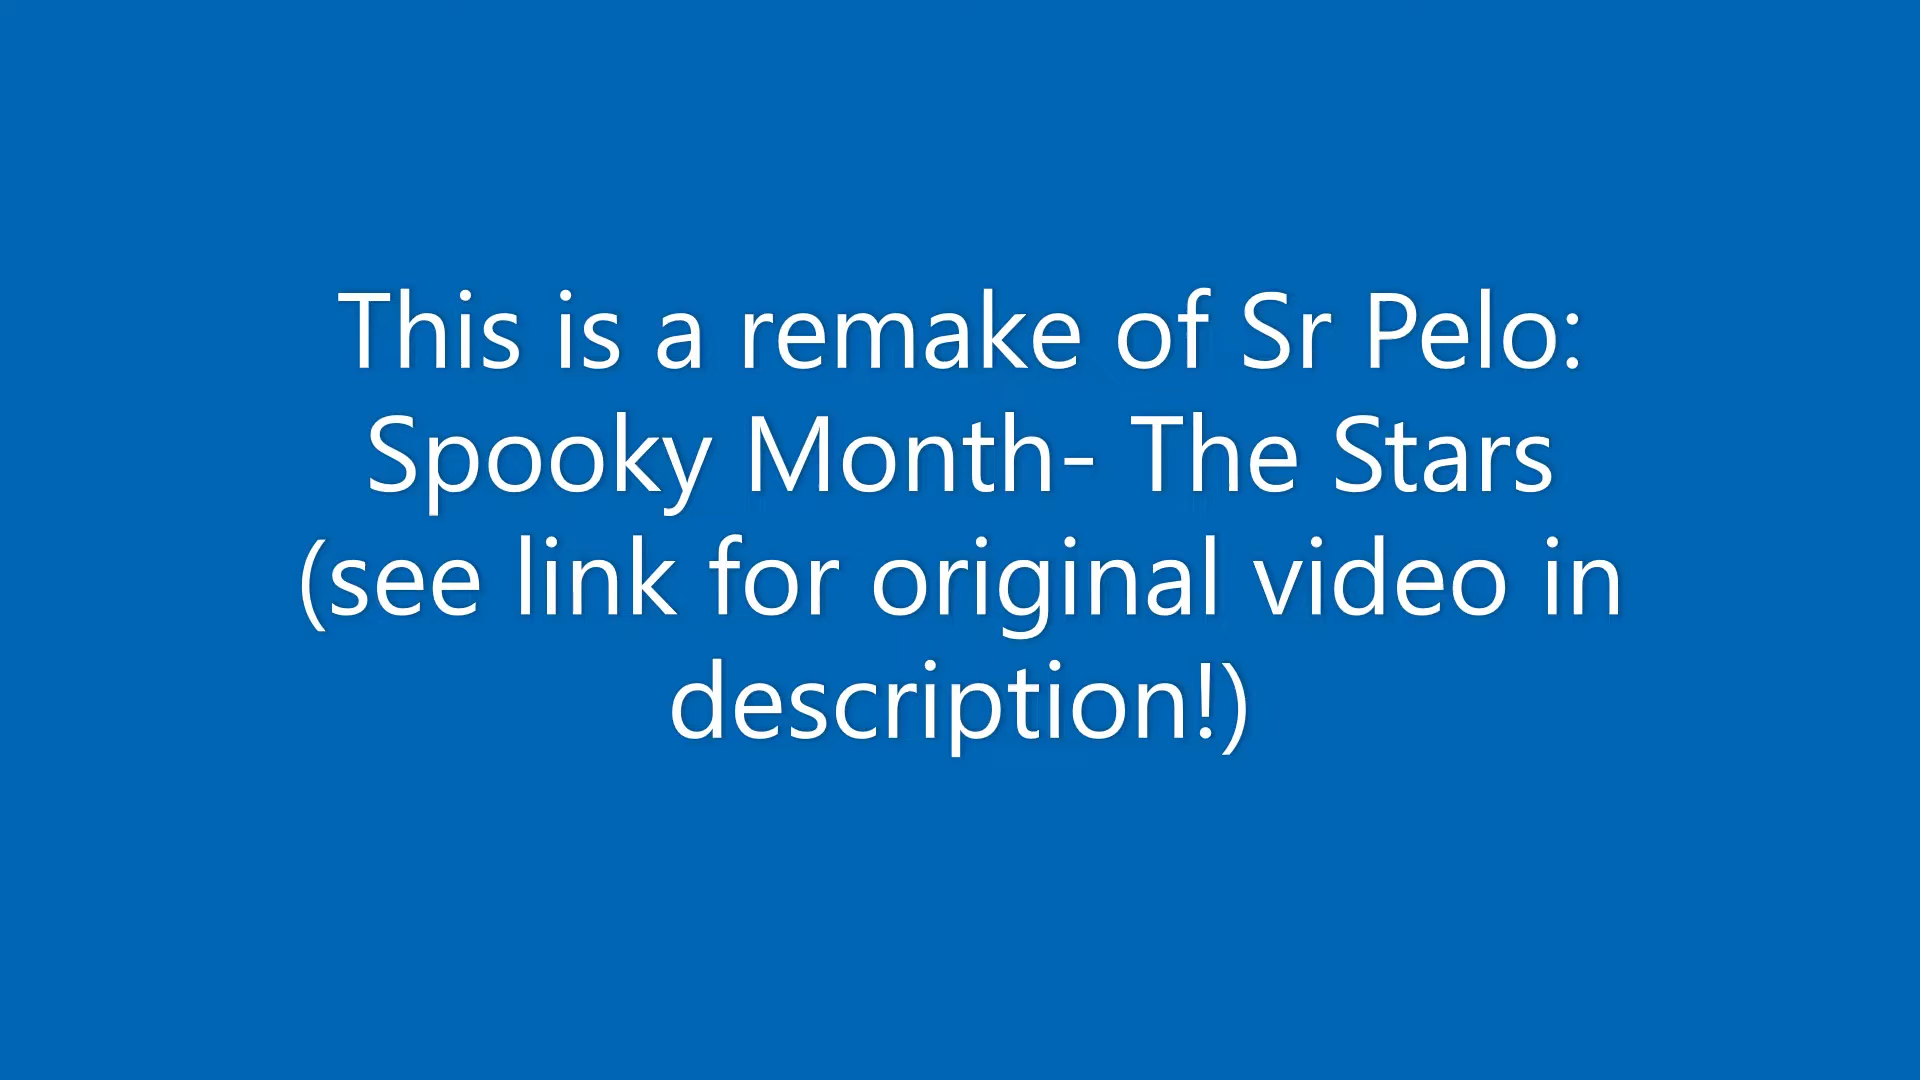 This is a remake of Sr Pelo:
Spooky Month- The Stars
(see link for original video in
description!)